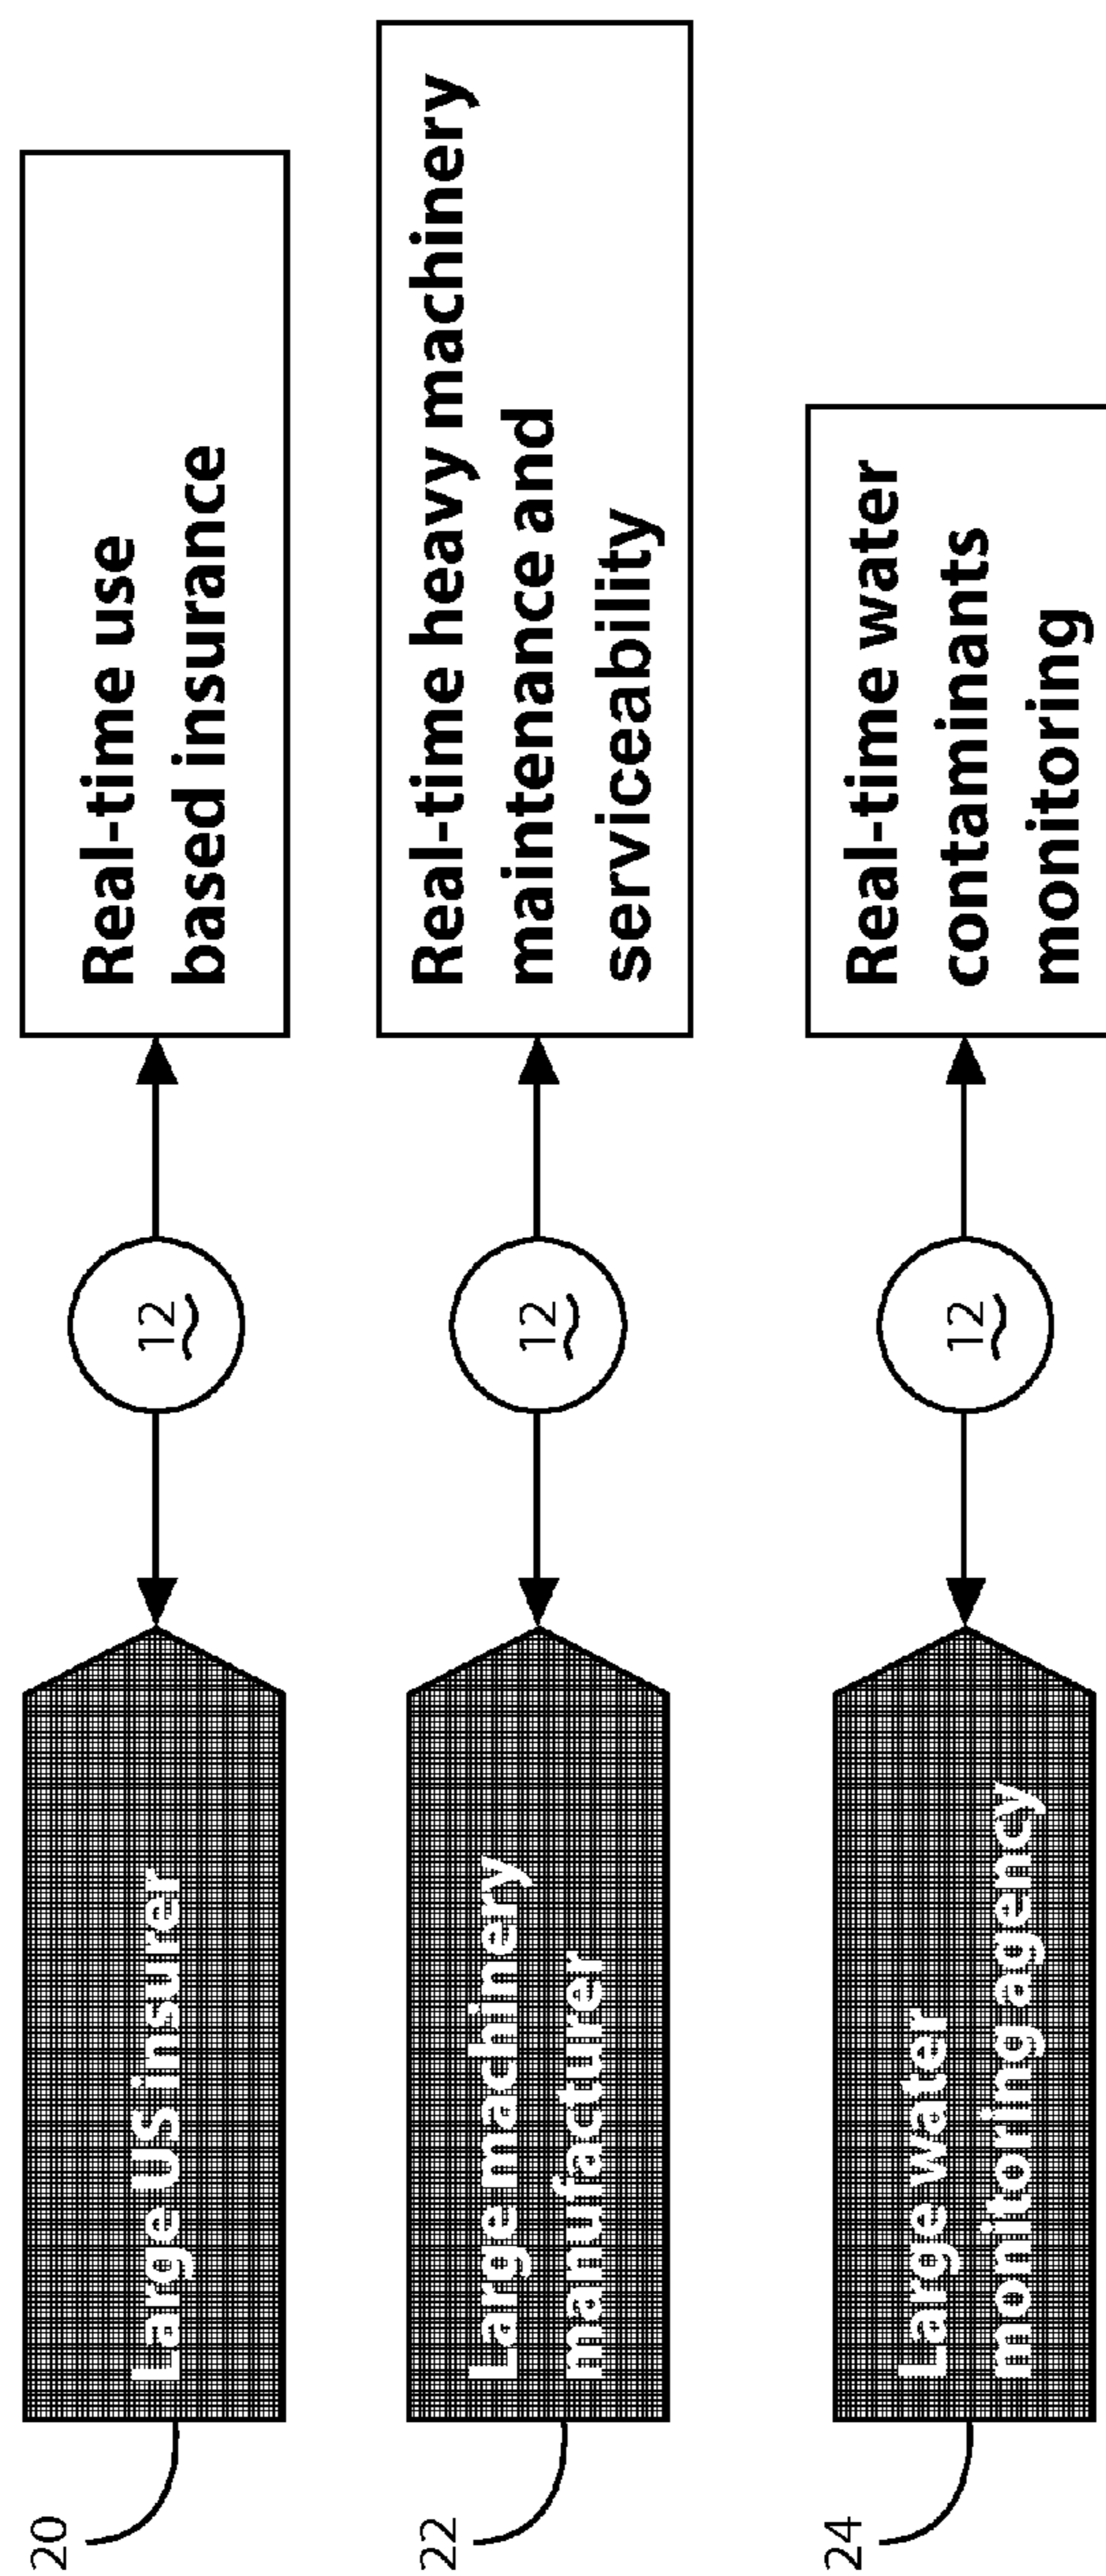 20
Large US insurer
12
Real-time use
based insurance
22
Large machinery
manufacturer
12
Real-time heavy machinery
maintenance and
serviceability
24
Large water
monitoring agency
12
Real-time water
contaminants
monitoring